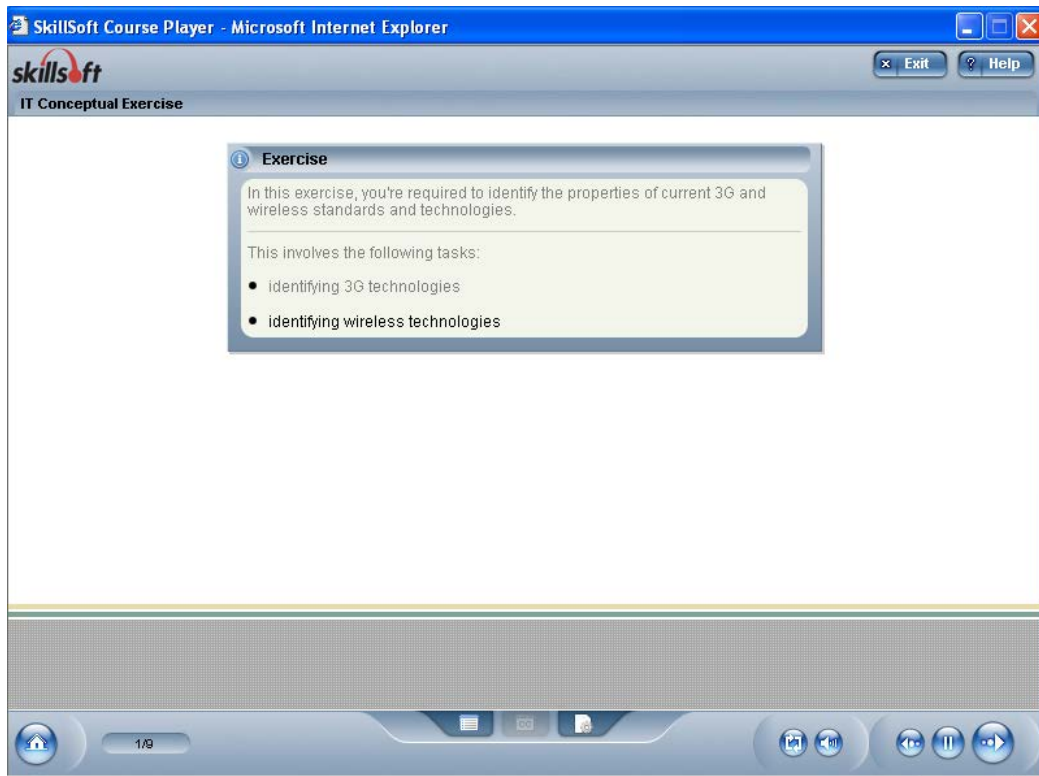 SkillSoft Course Player - Microsoft Internet Explorer
skillsoft
× Exit
? Help
IT Conceptual Exercise
Exercise
In this exercise, you're required to identify the properties of current 3G and
wireless standards and technologies.
This involves the following tasks:
• identifying 3G technologies
• identifying wireless technologies
CC
1/9